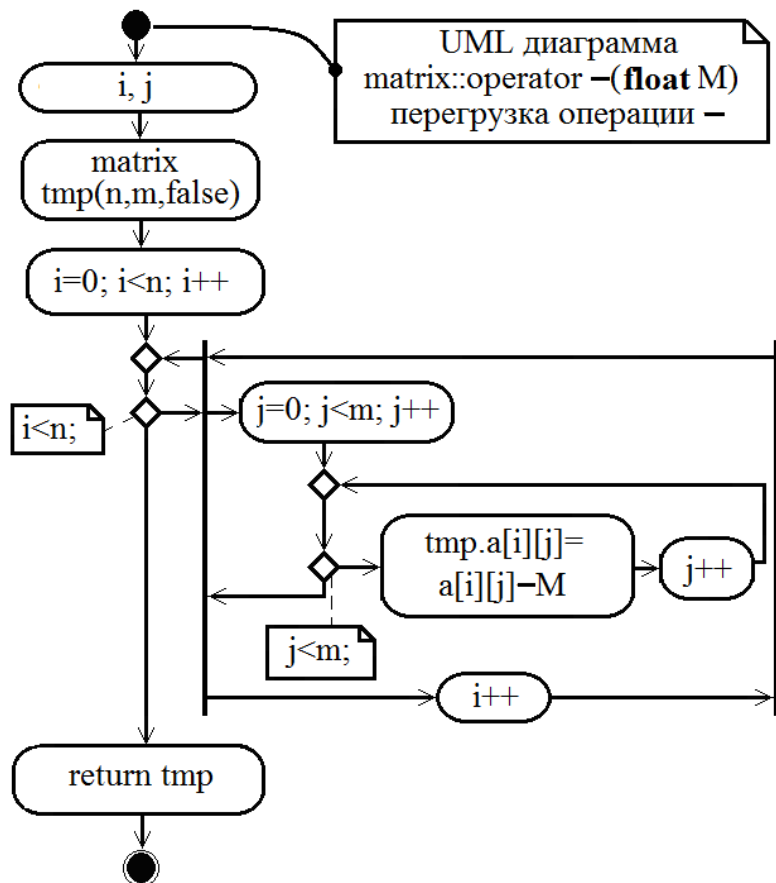 UML диаграмма
matrix::operator −(float M)
перегрузка операции −
i, j
matrix
tmp(n,m,false)
i=0; i<n; i++
i<n;
j=0; j<m; j++
tmp.a[i][j]=
a[i][j]−M
j++
j<m;
i++
return tmp